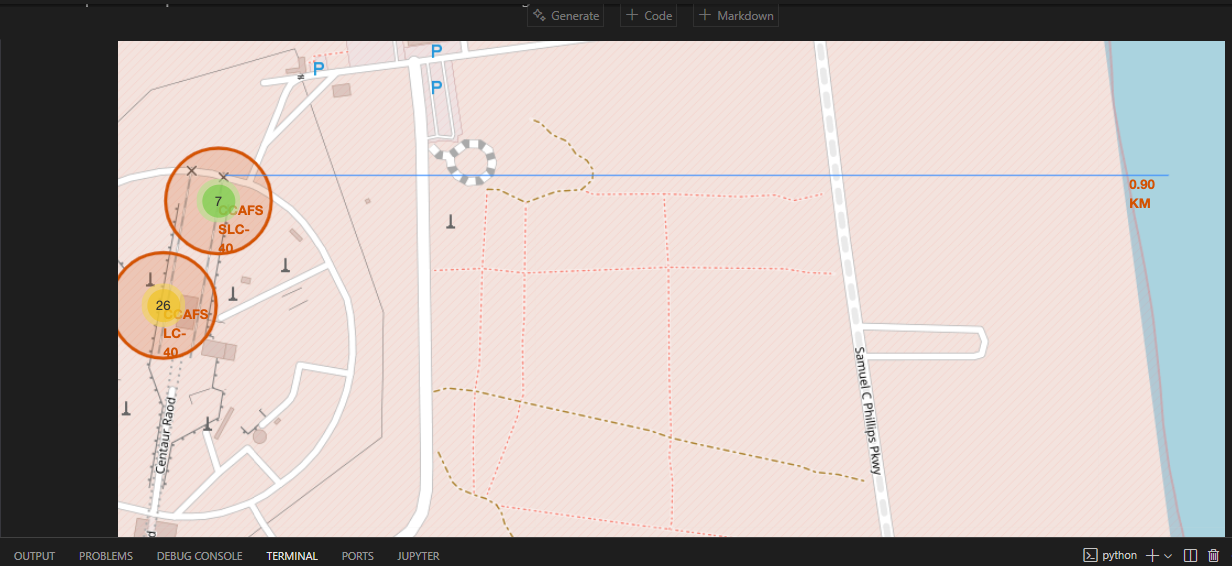 Generate
Code
Markdown
P
P
P
7
CCAFS
SLC-
40
0.90
KM
26
CCAFS
LC-
40
Samuel C Phillips Pkwy
Centaur Raod
OUTPUT
PROBLEMS
DEBUG CONSOLE
TERMINAL
PORTS
JUPYTER
python